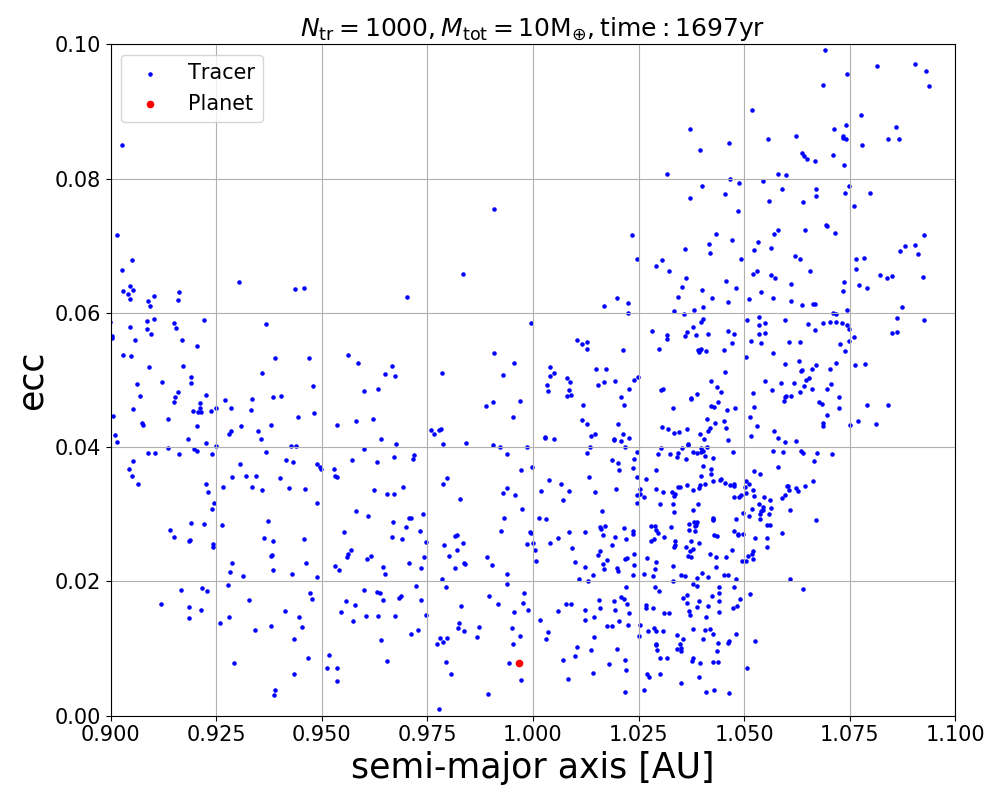 N_tr = 1000, M_tot = 10M_⊕, time : 1697yr
Tracer
Planet
ecc
0.10
0.08
0.06
0.04
0.02
0.00
0.900 0.925 0.950 0.975 1.000 1.025 1.050 1.075 1.100
semi-major axis [AU]